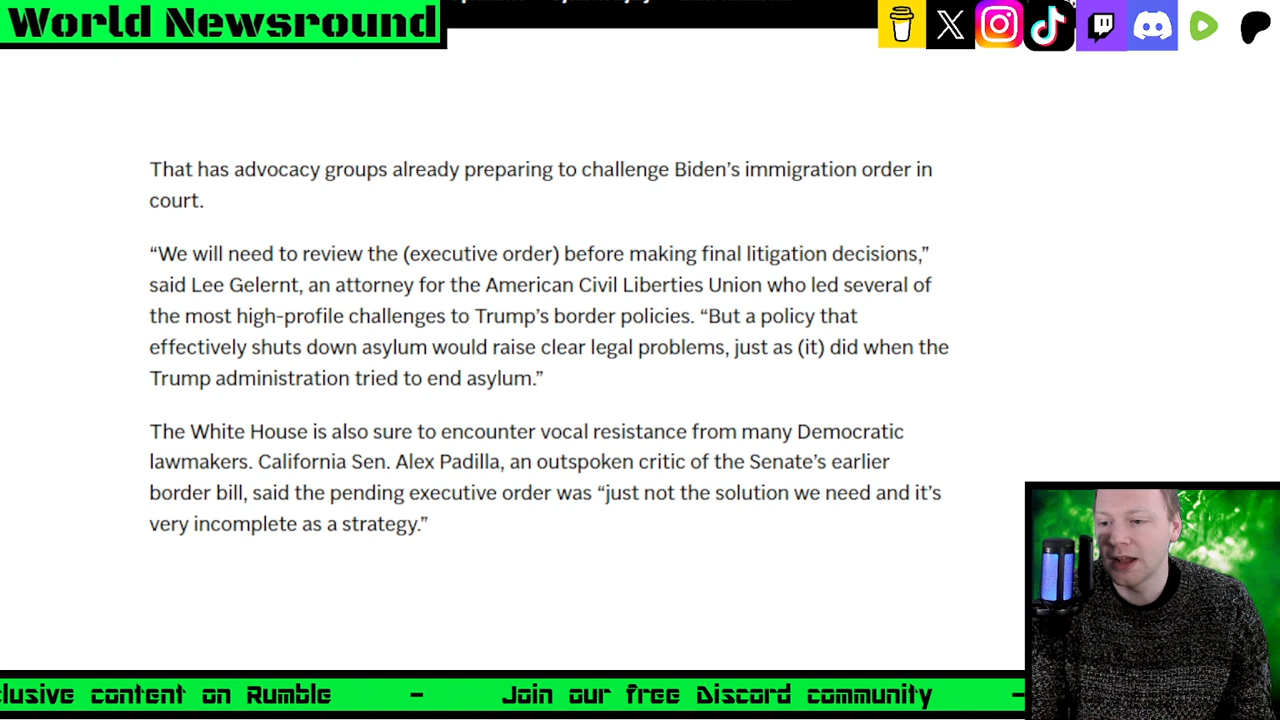 World Newsround
That has advocacy groups already preparing to challenge Biden’s immigration order in
court.
“We will need to review the (executive order) before making final litigation decisions,”
said Lee Gelernt, an attorney for the American Civil Liberties Union who led several of
the most high-profile challenges to Trump’s border policies. “But a policy that
effectively shuts down asylum would raise clear legal problems, just as (it) did when the
Trump administration tried to end asylum.”
The White House is also sure to encounter vocal resistance from many Democratic
lawmakers. California Sen. Alex Padilla, an outspoken critic of the Senate’s earlier
border bill, said the pending executive order was “just not the solution we need and it’s
very incomplete as a strategy.”
clusive content on Rumble - Join our free Discord community -